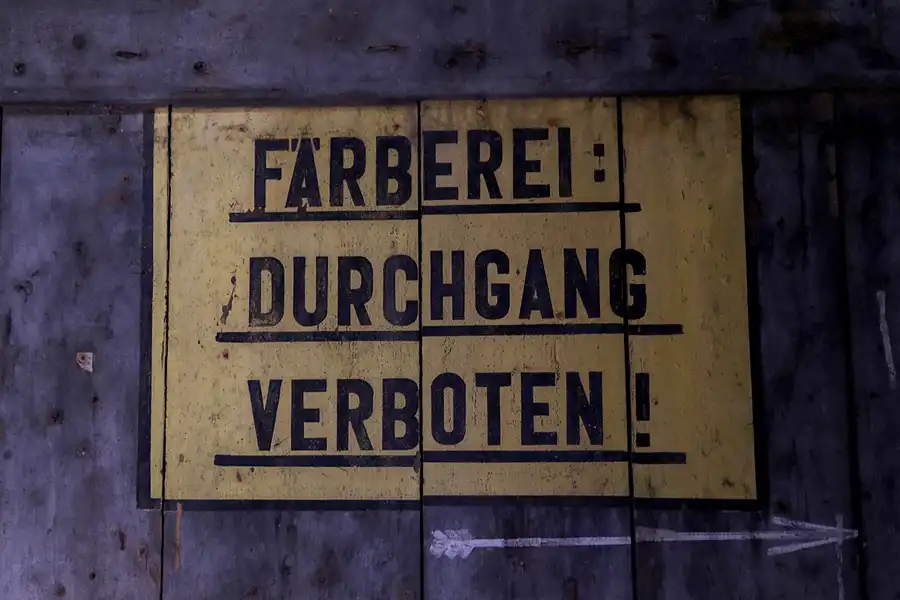 FÄRBEREI:
DURCHGANG
VERBOTEN!